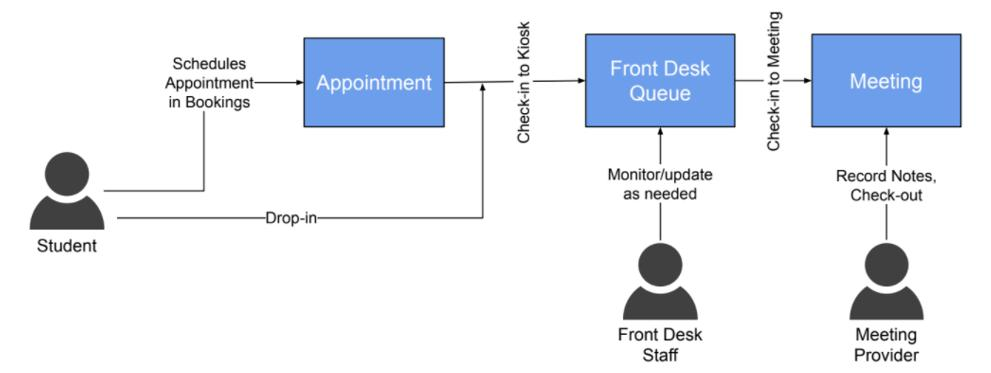 Schedules
Appointment
in Bookings
Appointment
Check-in to Kiosk
Front Desk
Queue
Check-in to Meeting
Meeting
Student
Drop-in
Monitor/update
as needed
Front Desk
Staff
Record Notes,
Check-out
Meeting
Provider